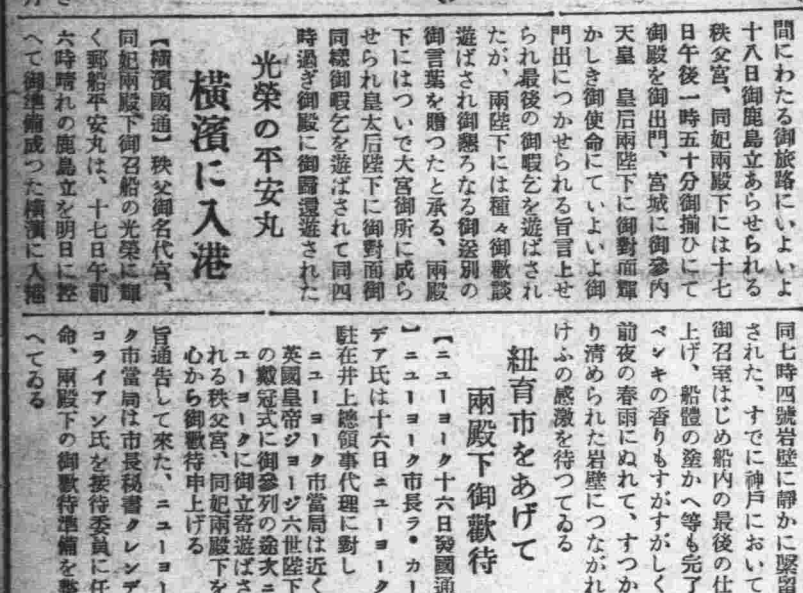 間にわたる御旅路にいよいよ
十八日御鹿島立あらせられる
秩父宮、同妃兩殿下には十七
日午後一時五十分御揃ひにて
御殿を御出門、宮城に御參內
天皇　皇后兩陛下に御對面輝
かしき御使命にていよいよ御
門出につかせられる旨言上せ
られ最後の御暇乞を遊ばされ
たが、兩陛下には種々御歡談
遊ばされ御懇ろなる御送別の
御言葉を贈つたと承る、兩殿
下にはついで大宮御所に成ら
せられ皇太后陛下に御對面御
同樣御暇乞を遊ばされて同四
時過ぎ御殿に御歸還遊された
光榮の平安丸
橫濱に入港
【橫濱國通】秩父御名代宮、
同妃兩殿下御召船の光榮に輝
く郵船平安丸は、十七日午前
六時晴れの鹿島立を明日に控
へて御準備成つた橫濱に入港
同七時四號岩壁に靜かに繫留
された、すでに神戶において
御召室はじめ船內の最後の仕
上げ、船體の塗かへ等も完了
ペンキの香りもすがすがしく
前夜の春雨にぬれて、すつか
り淸められた岩壁につながれ
けふの感激を待つてゐる
紐育市をあげて
兩殿下御歡待
【ニューヨーク十六日發國通
】ニューヨーク市長ラ・カー
デア氏は十六日ニューヨーク
駐在井上總領事代理に對し
ニューヨーク市當局は近く
英國皇帝ジョージ六世陛下
の戴冠式に御參列の途次ニ
ューヨークに御立寄遊ばさ
れる秩父宮、同妃兩殿下を
心から御歡待申上げる
旨通告して來た、ニューヨー
ク市當局は市長秘書クレンデ
コライアン氏を接待委員に任
命、兩殿下の御歡待準備を整
へてゐる